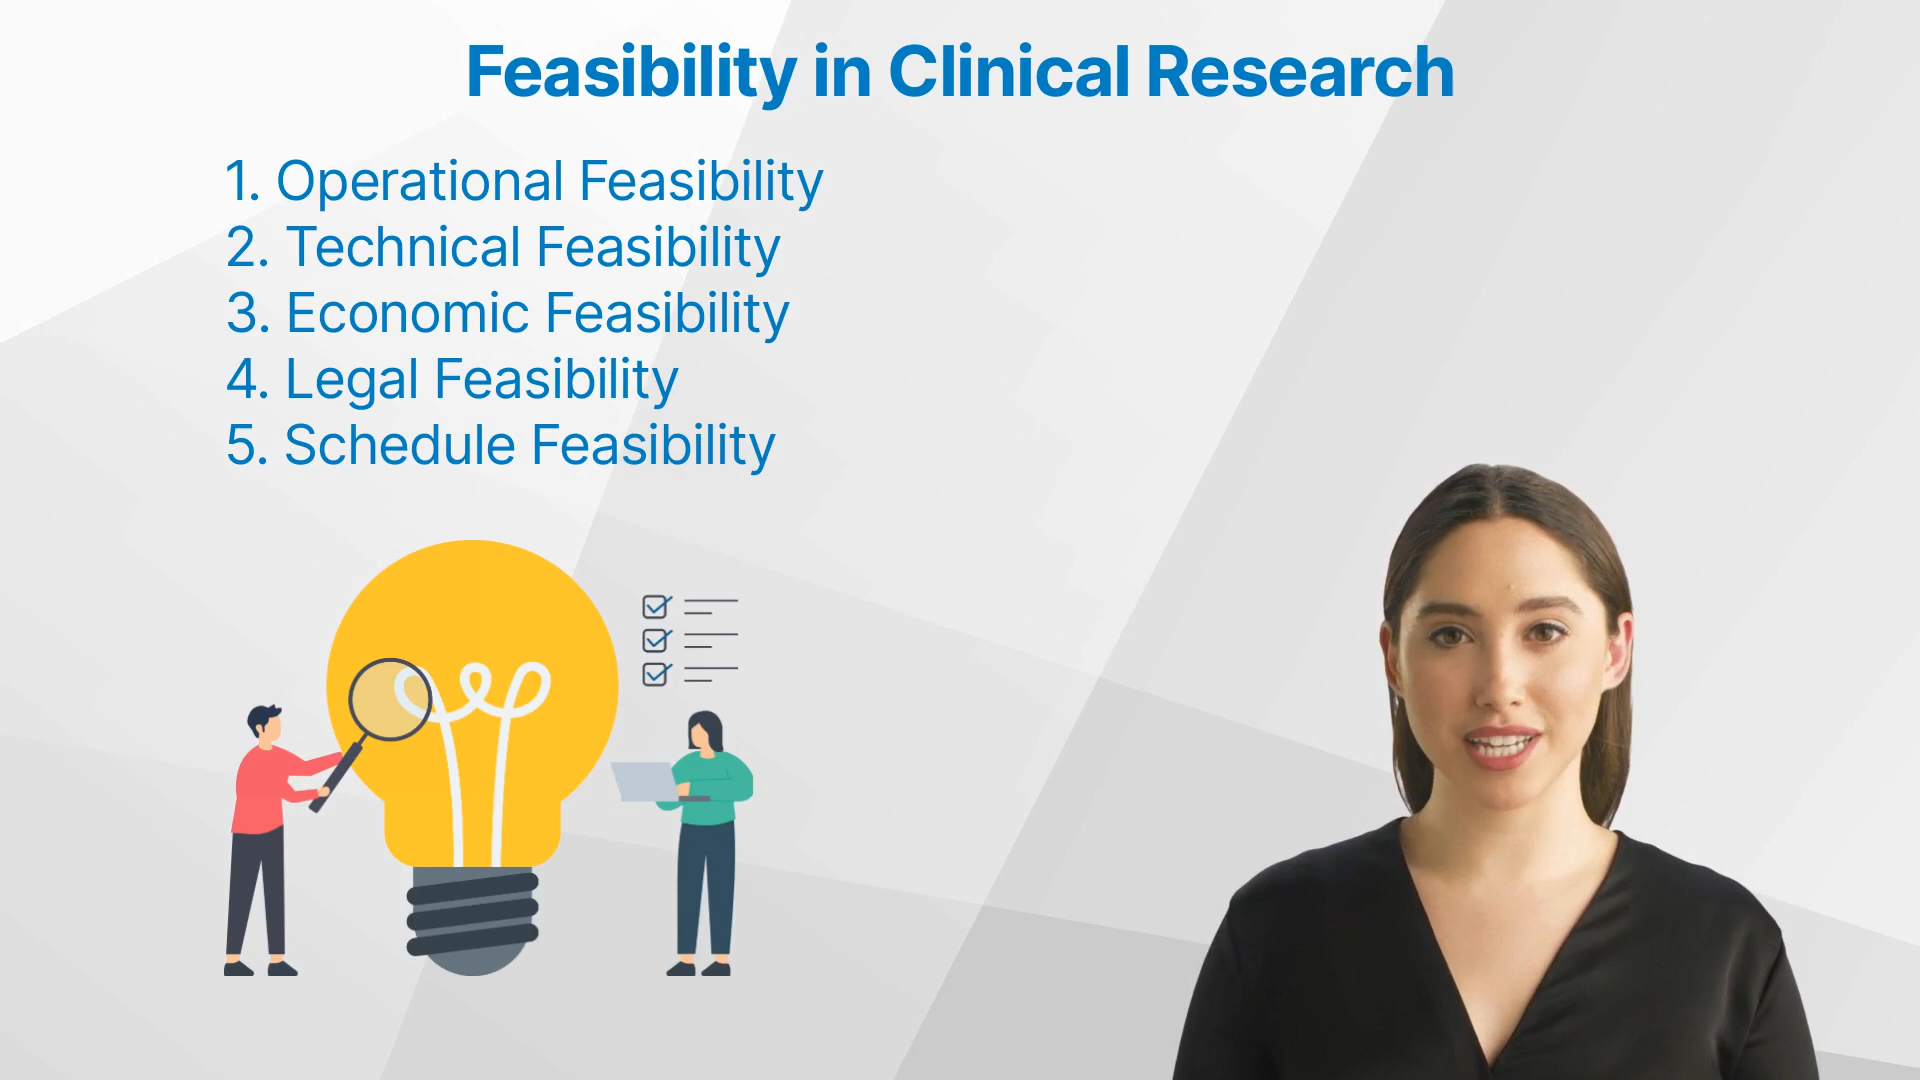 Feasibility in Clinical Research
1. Operational Feasibility
2. Technical Feasibility
3. Economic Feasibility
4. Legal Feasibility
5. Schedule Feasibility